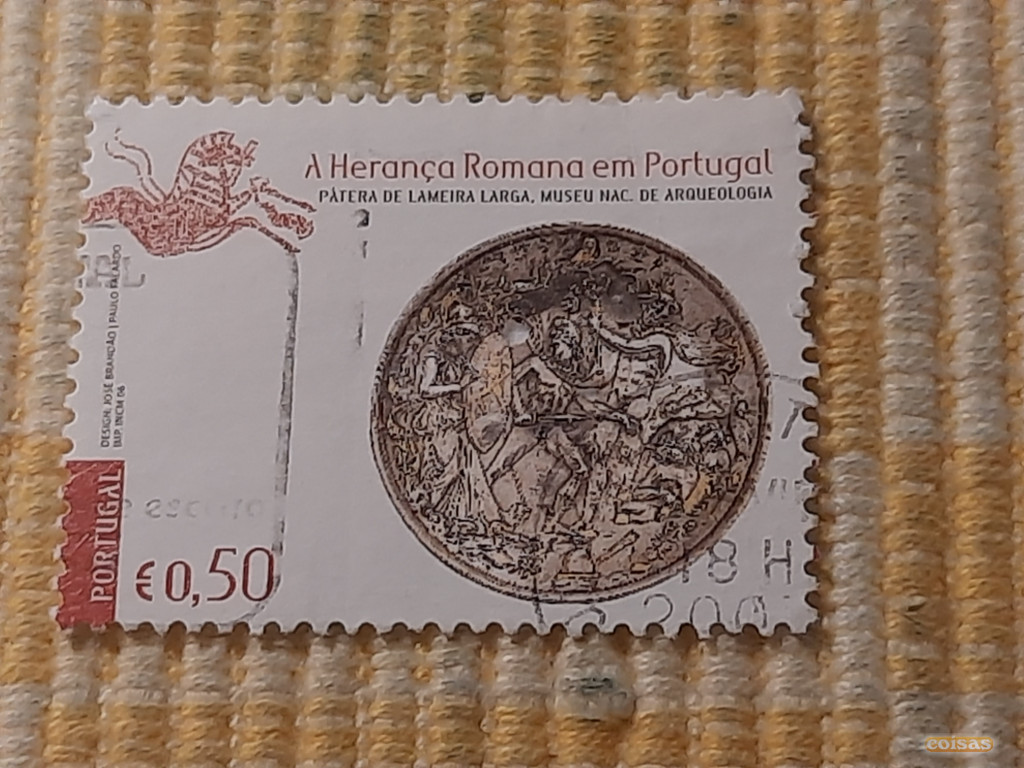 A Herança Romana em Portugal
PÁTERA DE LAMEIRA LARGA, MUSEU NAC. DE ARQUEOLOGIA
DESIGN: JOSÉ BRANDÃO | PAULO FALARDO
IMP. INCM 06
PORTUGAL
€0,50
18 H
200
coisas